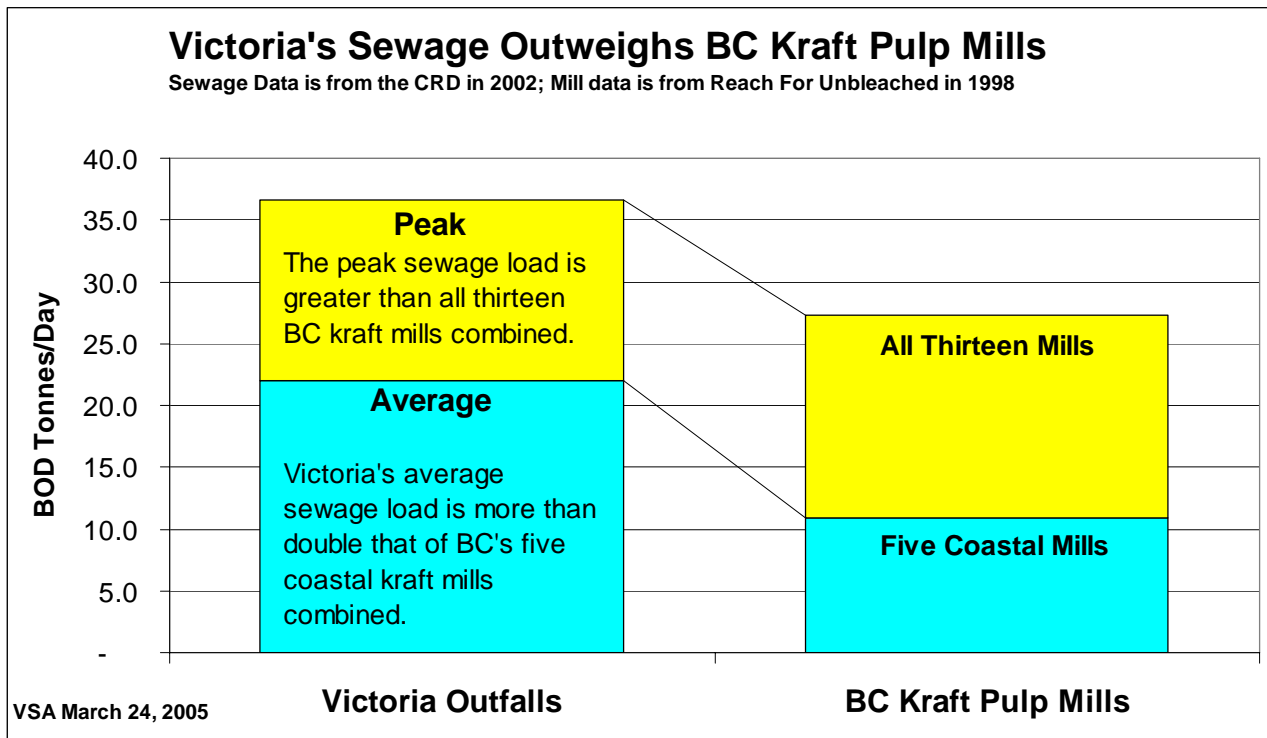 Victoria's Sewage Outweighs BC Kraft Pulp Mills
Sewage Data is from the CRD in 2002; Mill data is from Reach For Unbleached in 1998
BOD Tonnes/Day
40.0
35.0
30.0
25.0
20.0
15.0
10.0
5.0
-
Peak
The peak sewage load is
greater than all thirteen
BC kraft mills combined.
Average
Victoria's average
sewage load is more than
double that of BC's five
coastal kraft mills
combined.
All Thirteen Mills
Five Coastal Mills
Victoria Outfalls
BC Kraft Pulp Mills
VSA March 24, 2005